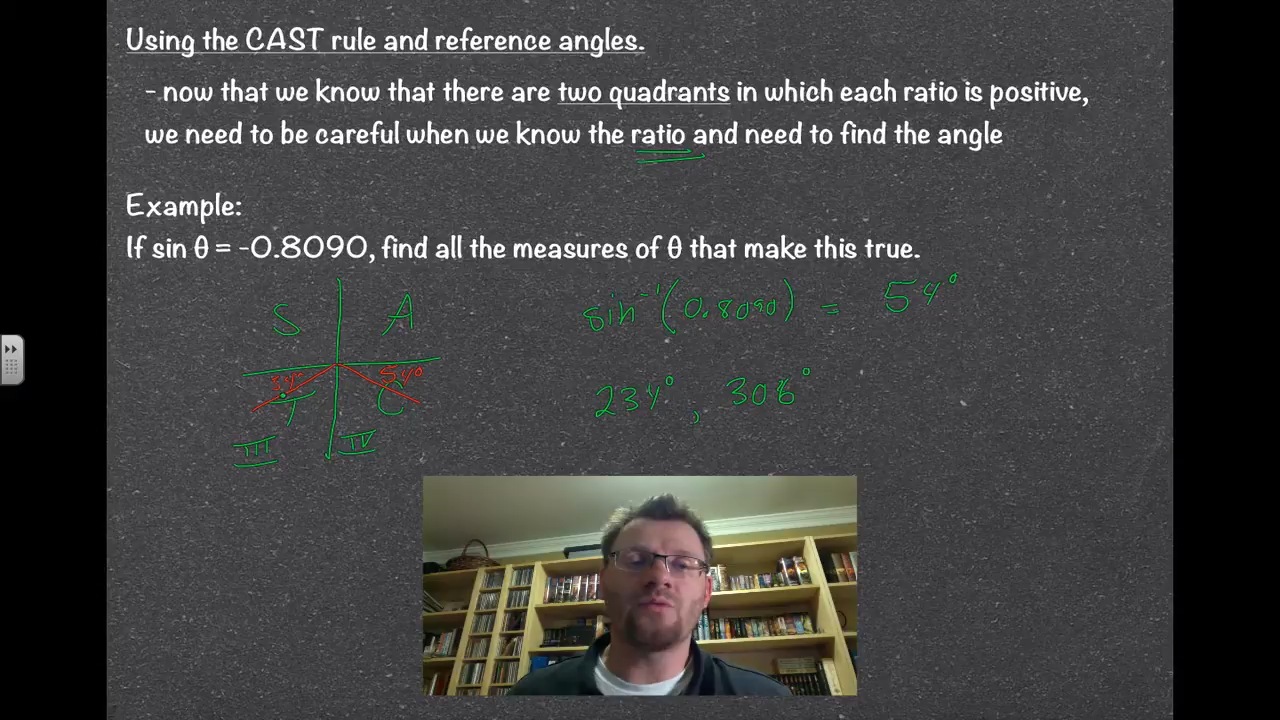 Using the CAST rule and reference angles.
- now that we know that there are two quadrants in which each ratio is positive,
we need to be careful when we know the ratio and need to find the angle
Example:
If sin θ = -0.8090, find all the measures of θ that make this true.
S A
sin⁻¹(0.8090) = 54°
54° 54°
T C
234°, 306°
III IV